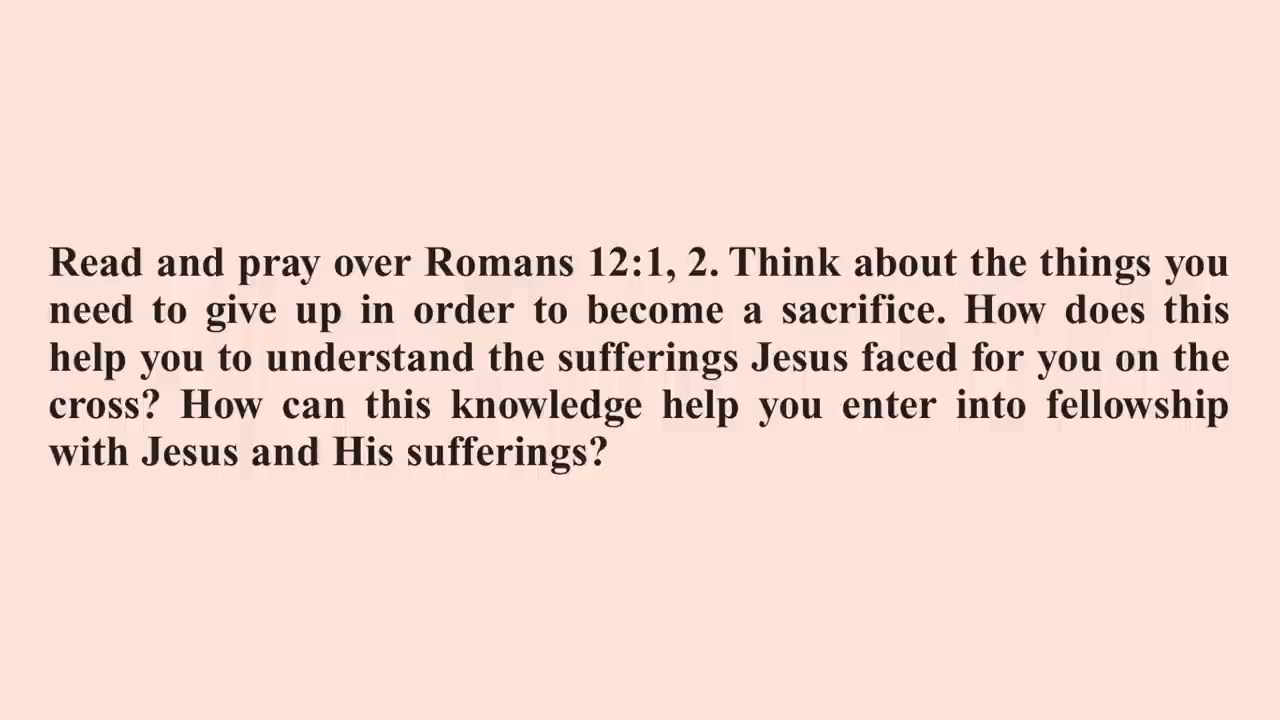 Read and pray over Romans 12:1, 2. Think about the things you
need to give up in order to become a sacrifice. How does this
help you to understand the sufferings Jesus faced for you on the
cross? How can this knowledge help you enter into fellowship
with Jesus and His sufferings?